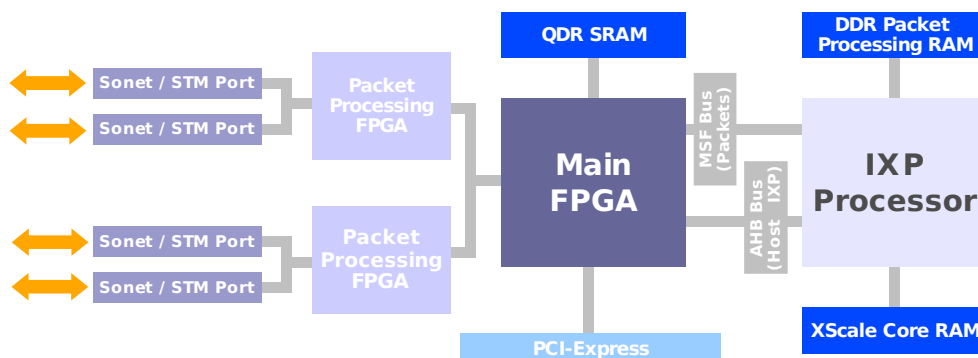 QDR SRAM
DDR Packet
Processing RAM
Sonet / STM Port
Sonet / STM Port
Packet
Processing
FPGA
Main
FPGA
MSF Bus
(Packets)
AHB Bus
(Host IXP)
IXP
Processor
Sonet / STM Port
Sonet / STM Port
Packet
Processing
FPGA
PCI-Express
XScale Core RAM